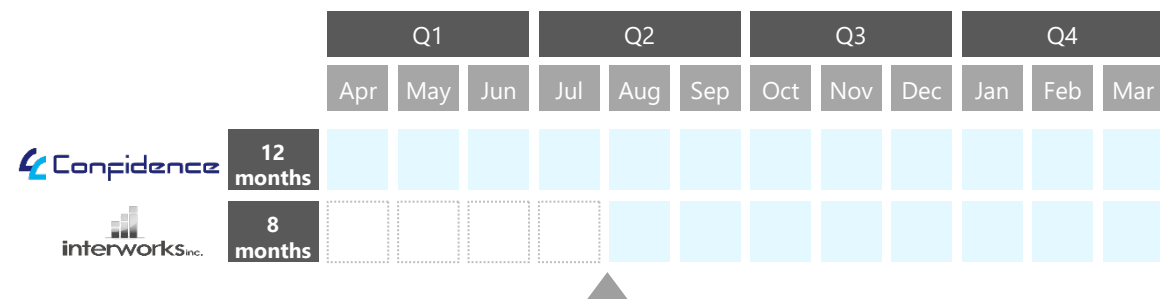 Q1 Q2 Q3 Q4
Apr May Jun Jul Aug Sep Oct Nov Dec Jan Feb Mar
Confidence
12
months
interworks inc.
8
months